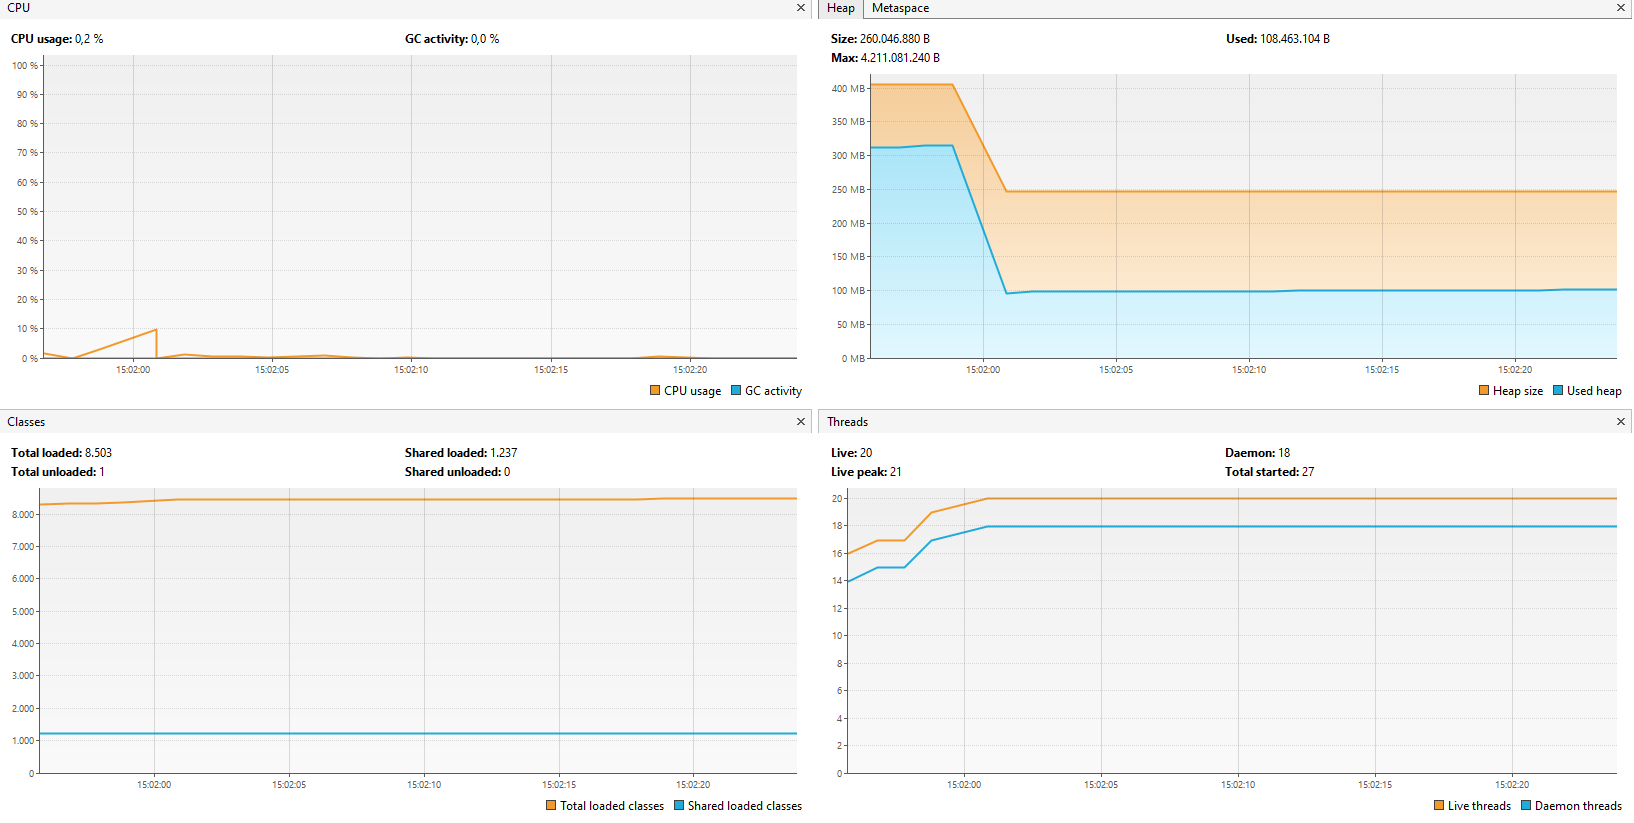 CPU
CPU usage: 0,2 % GC activity: 0,0 %
100 %
90 %
80 %
70 %
60 %
50 %
40 %
30 %
20 %
10 %
0 %
15:02:00 15:02:05 15:02:10 15:02:15 15:02:20
CPU usage GC activity
Heap Metaspace
Size: 260.046.880 B Used: 108.463.104 B
Max: 4.211.081.240 B
400 MB
350 MB
300 MB
250 MB
200 MB
150 MB
100 MB
50 MB
0 MB
15:02:00 15:02:05 15:02:10 15:02:15 15:02:20
Heap size Used heap
Classes
Total loaded: 8.503 Shared loaded: 1.237
Total unloaded: 1 Shared unloaded: 0
8.000
7.000
6.000
5.000
4.000
3.000
2.000
1.000
0
15:02:00 15:02:05 15:02:10 15:02:15 15:02:20
Total loaded classes Shared loaded classes
Threads
Live: 20 Daemon: 18
Live peak: 21 Total started: 27
20
18
16
14
12
10
8
6
4
2
0
15:02:00 15:02:05 15:02:10 15:02:15 15:02:20
Live threads Daemon threads